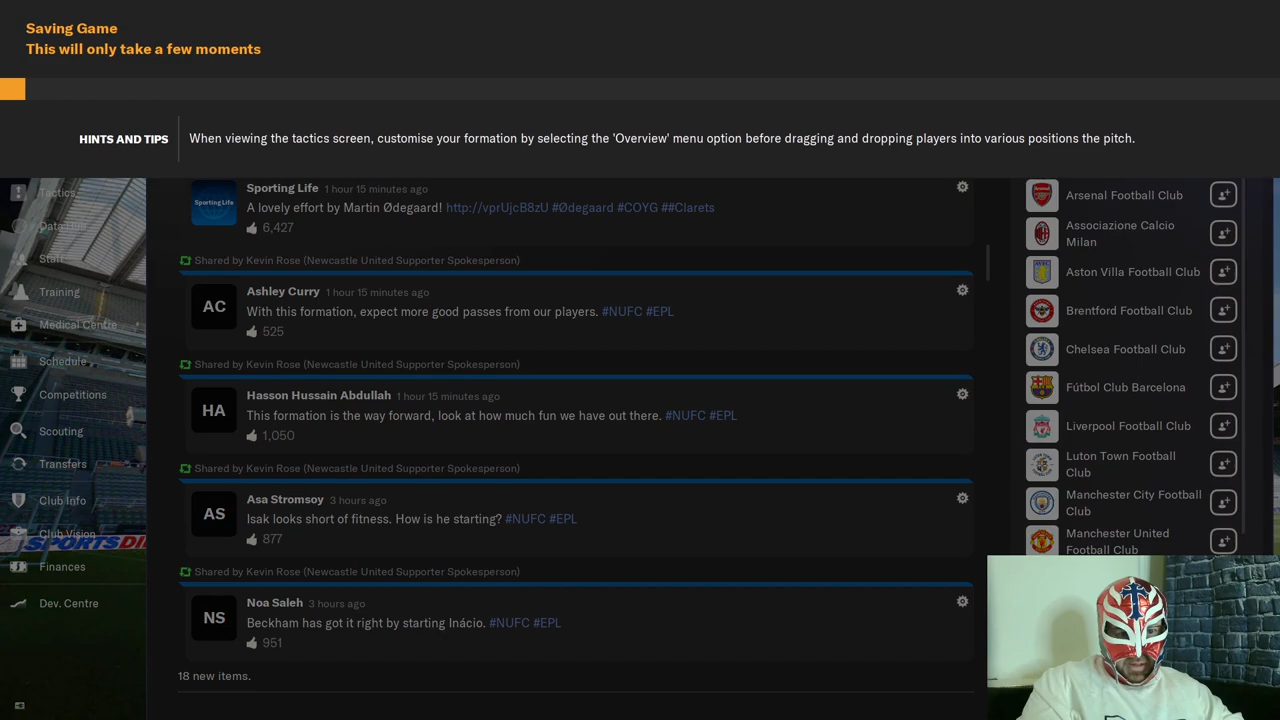 Saving Game
This will only take a few moments
HINTS AND TIPS
When viewing the tactics screen, customise your formation by selecting the 'Overview' menu option before dragging and dropping players into various positions the pitch.
Tactics
Data Hub
Staff
Training
Medical Centre
Schedule
Competitions
Scouting
Transfers
Club Info
Club Vision
Finances
Dev. Centre
Sporting Life
Sporting Life 1 hour 15 minutes ago
A lovely effort by Martin Ødegaard! http://vprUjcB8zU #Ødegaard #COYG ##Clarets
6,427
Shared by Kevin Rose (Newcastle United Supporter Spokesperson)
AC
Ashley Curry 1 hour 15 minutes ago
With this formation, expect more good passes from our players. #NUFC #EPL
525
Shared by Kevin Rose (Newcastle United Supporter Spokesperson)
HA
Hasson Hussain Abdullah 1 hour 15 minutes ago
This formation is the way forward, look at how much fun we have out there. #NUFC #EPL
1,050
Shared by Kevin Rose (Newcastle United Supporter Spokesperson)
AS
Asa Stromsoy 3 hours ago
Isak looks short of fitness. How is he starting? #NUFC #EPL
877
Shared by Kevin Rose (Newcastle United Supporter Spokesperson)
NS
Noa Saleh 3 hours ago
Beckham has got it right by starting Inácio. #NUFC #EPL
951
18 new items.
Arsenal Football Club
Associazione Calcio
Milan
Aston Villa Football Club
Brentford Football Club
Chelsea Football Club
Fútbol Club Barcelona
Liverpool Football Club
Luton Town Football
Club
Manchester City Football
Club
Manchester United
Football Club